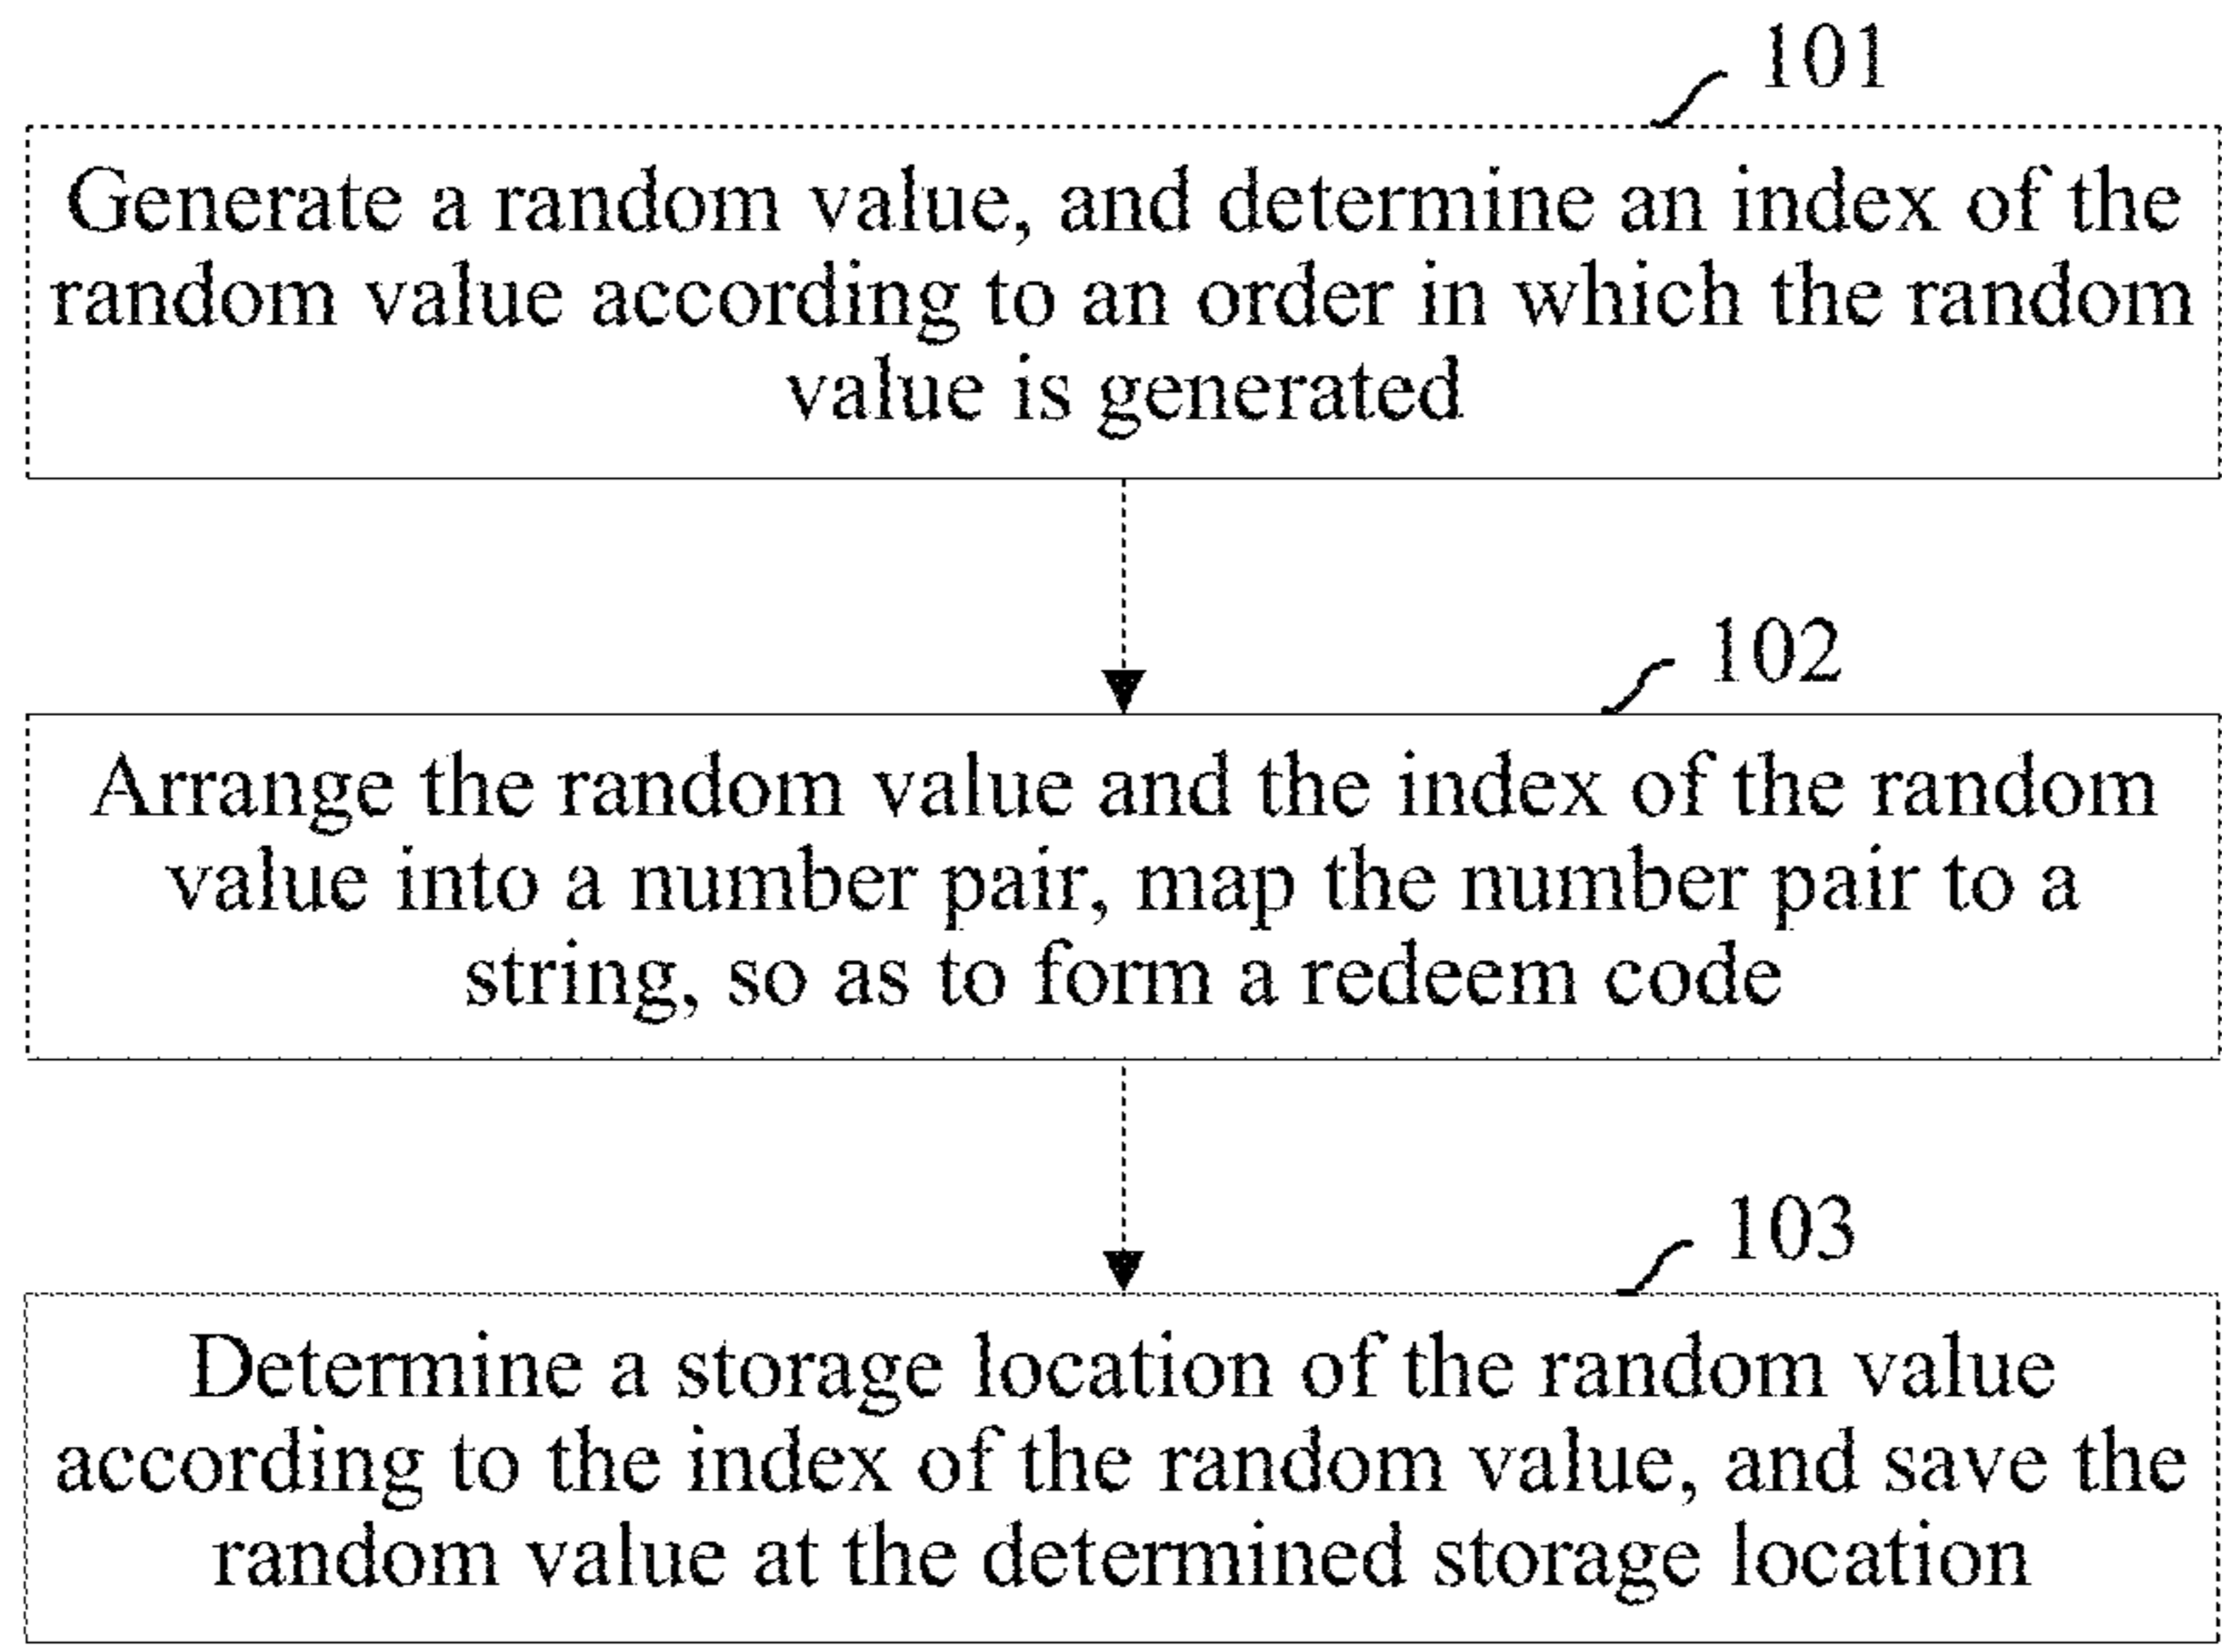 101
Generate a random value, and determine an index of the
random value according to an order in which the random
value is generated
102
Arrange the random value and the index of the random
value into a number pair, map the number pair to a
string, so as to form a redeem code
103
Determine a storage location of the random value
according to the index of the random value, and save the
random value at the determined storage location